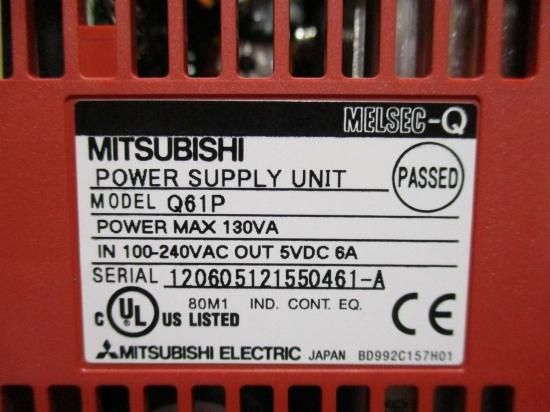 MELSEC-Q
MITSUBISHI
POWER SUPPLY UNIT
PASSED
MODEL Q61P
POWER MAX 130VA
IN 100-240VAC OUT 5VDC 6A
SERIAL 120605121550461-A
C UL US LISTED 80M1 IND. CONT. EQ. CE
MITSUBISHI ELECTRIC JAPAN BD992C157H01